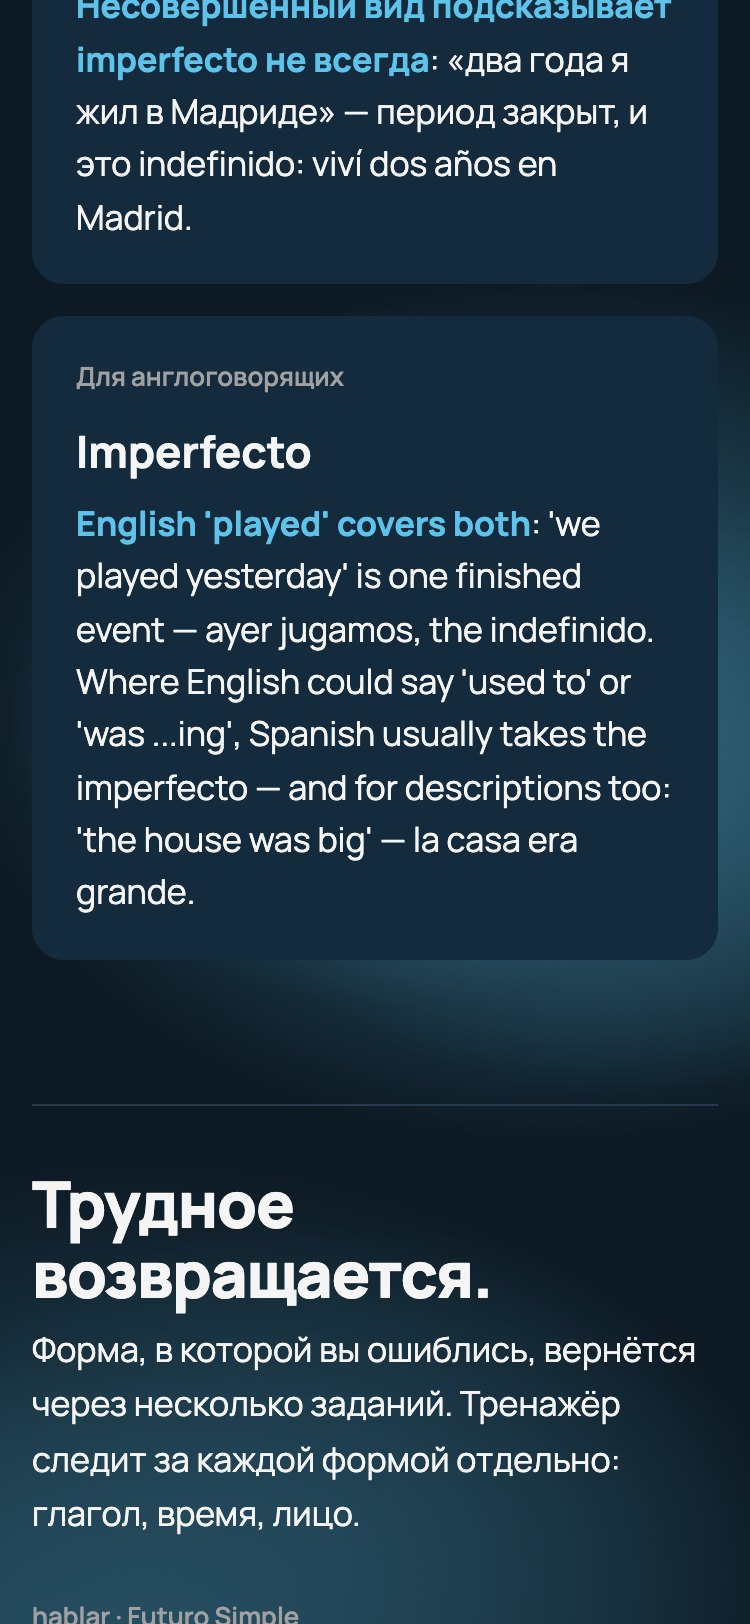 Несовершенный вид подсказывает
imperfecto не всегда: «два года я
жил в Мадриде» — период закрыт, и
это indefinido: viví dos años en
Madrid.
Для англоговорящих
Imperfecto
English 'played' covers both: 'we
played yesterday' is one finished
event — ayer jugamos, the indefinido.
Where English could say 'used to' or
'was ...ing', Spanish usually takes the
imperfecto — and for descriptions too:
'the house was big' — la casa era
grande.
Трудное
возвращается.
Форма, в которой вы ошиблись, вернётся
через несколько заданий. Тренажёр
следит за каждой формой отдельно:
глагол, время, лицо.
hablar · Futuro Simple